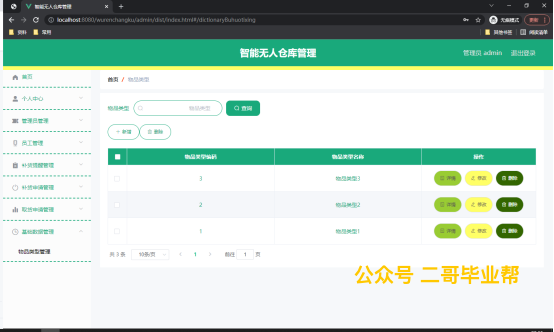 智能无人仓库管理
localhost:8080/wurenchangku/admin/dist/index.html#/dictionaryBuhuotixing
无痕模式
更新
资料
常用
其他书签
阅读清单
智能无人仓库管理
管理员 admin
退出登录
首页
个人中心
管理员管理
员工管理
补货提醒管理
补货申请管理
取货申请管理
基础数据管理
物品类型管理
首页 / 物品类型
物品类型 物品类型 查询
+ 新增 删除
物品类型编码 物品类型名称 操作
3 物品类型3 详情 修改 删除
2 物品类型2 详情 修改 删除
1 物品类型1 详情 修改 删除
共 3 条 10条/页 < 1 > 前往 1 页
公众号 二哥毕业帮